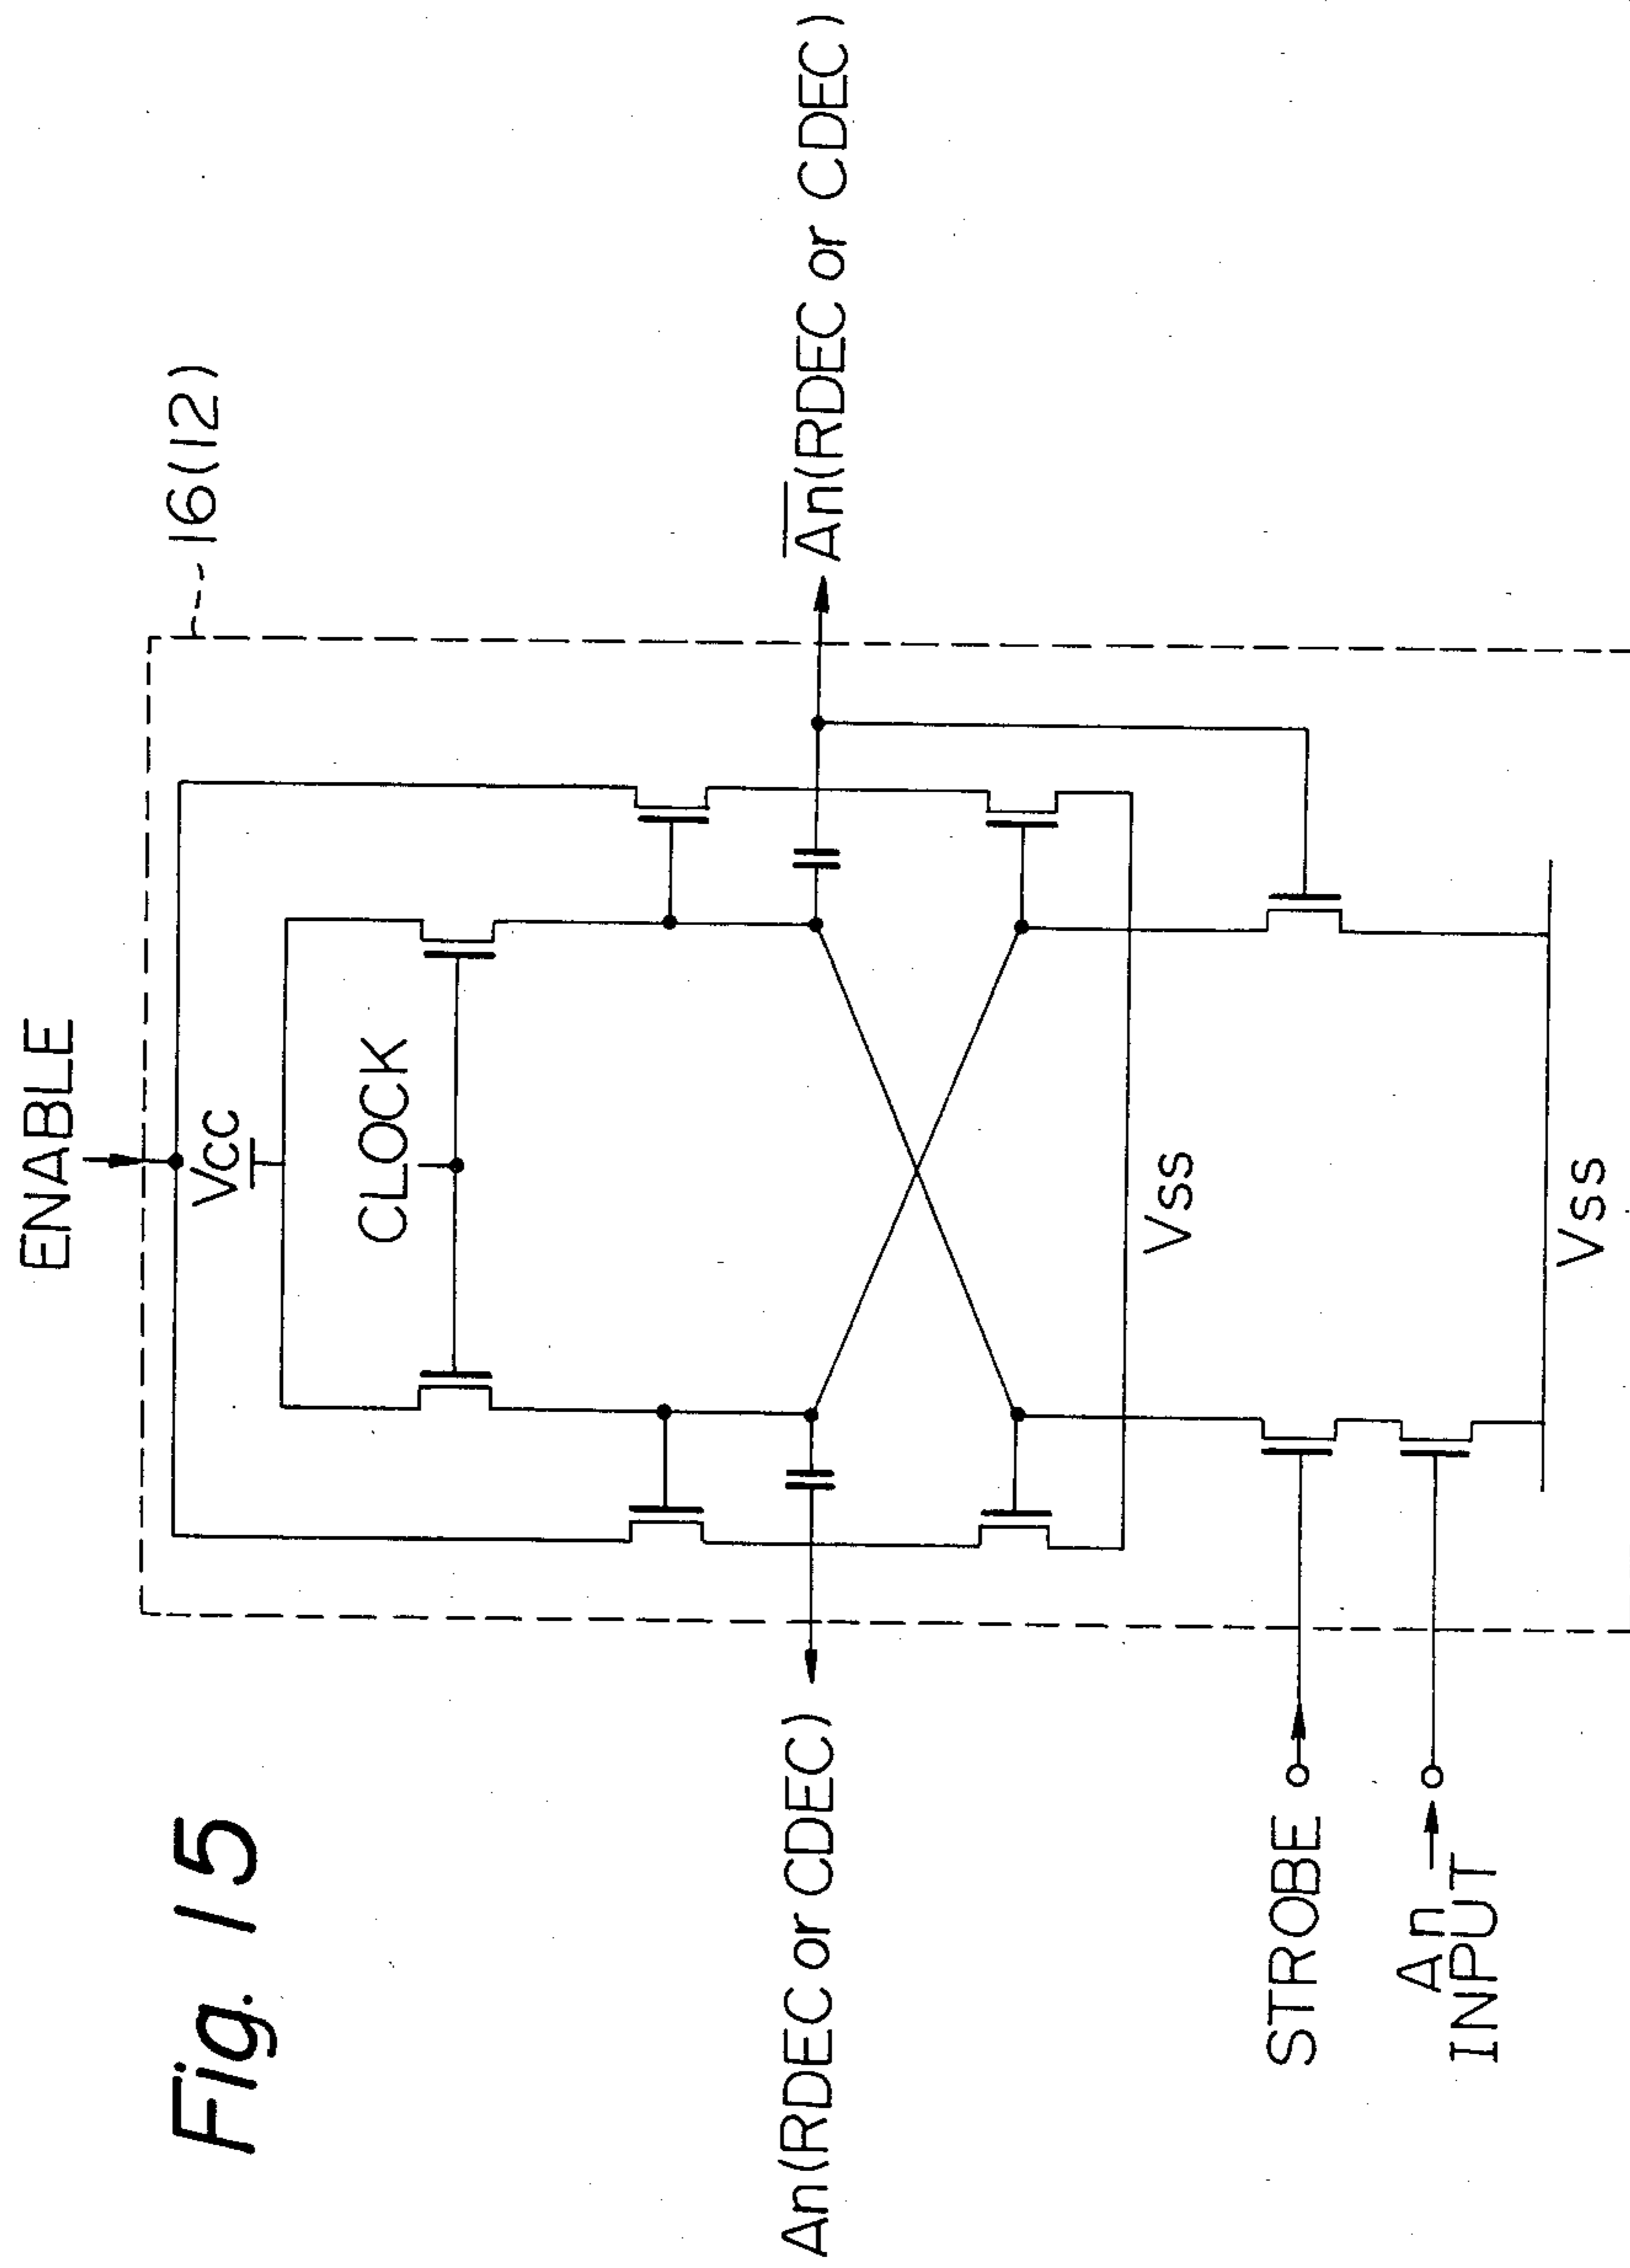 Fig. 15
ENABLE
16(12)
Vcc
CLOCK
An(RDEC or CDEC)
A̅n(RDEC or CDEC)
Vss
STROBE
An
INPUT
Vss